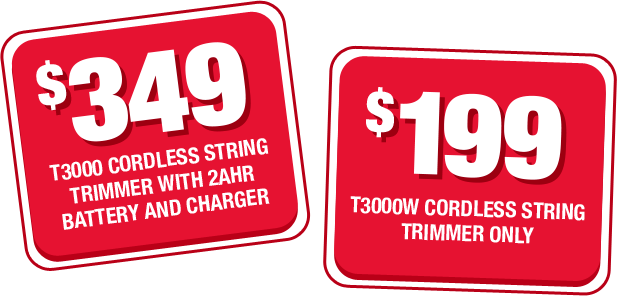 $349
T3000 CORDLESS STRING
TRIMMER WITH 2AHR
BATTERY AND CHARGER
$199
T3000W CORDLESS STRING
TRIMMER ONLY